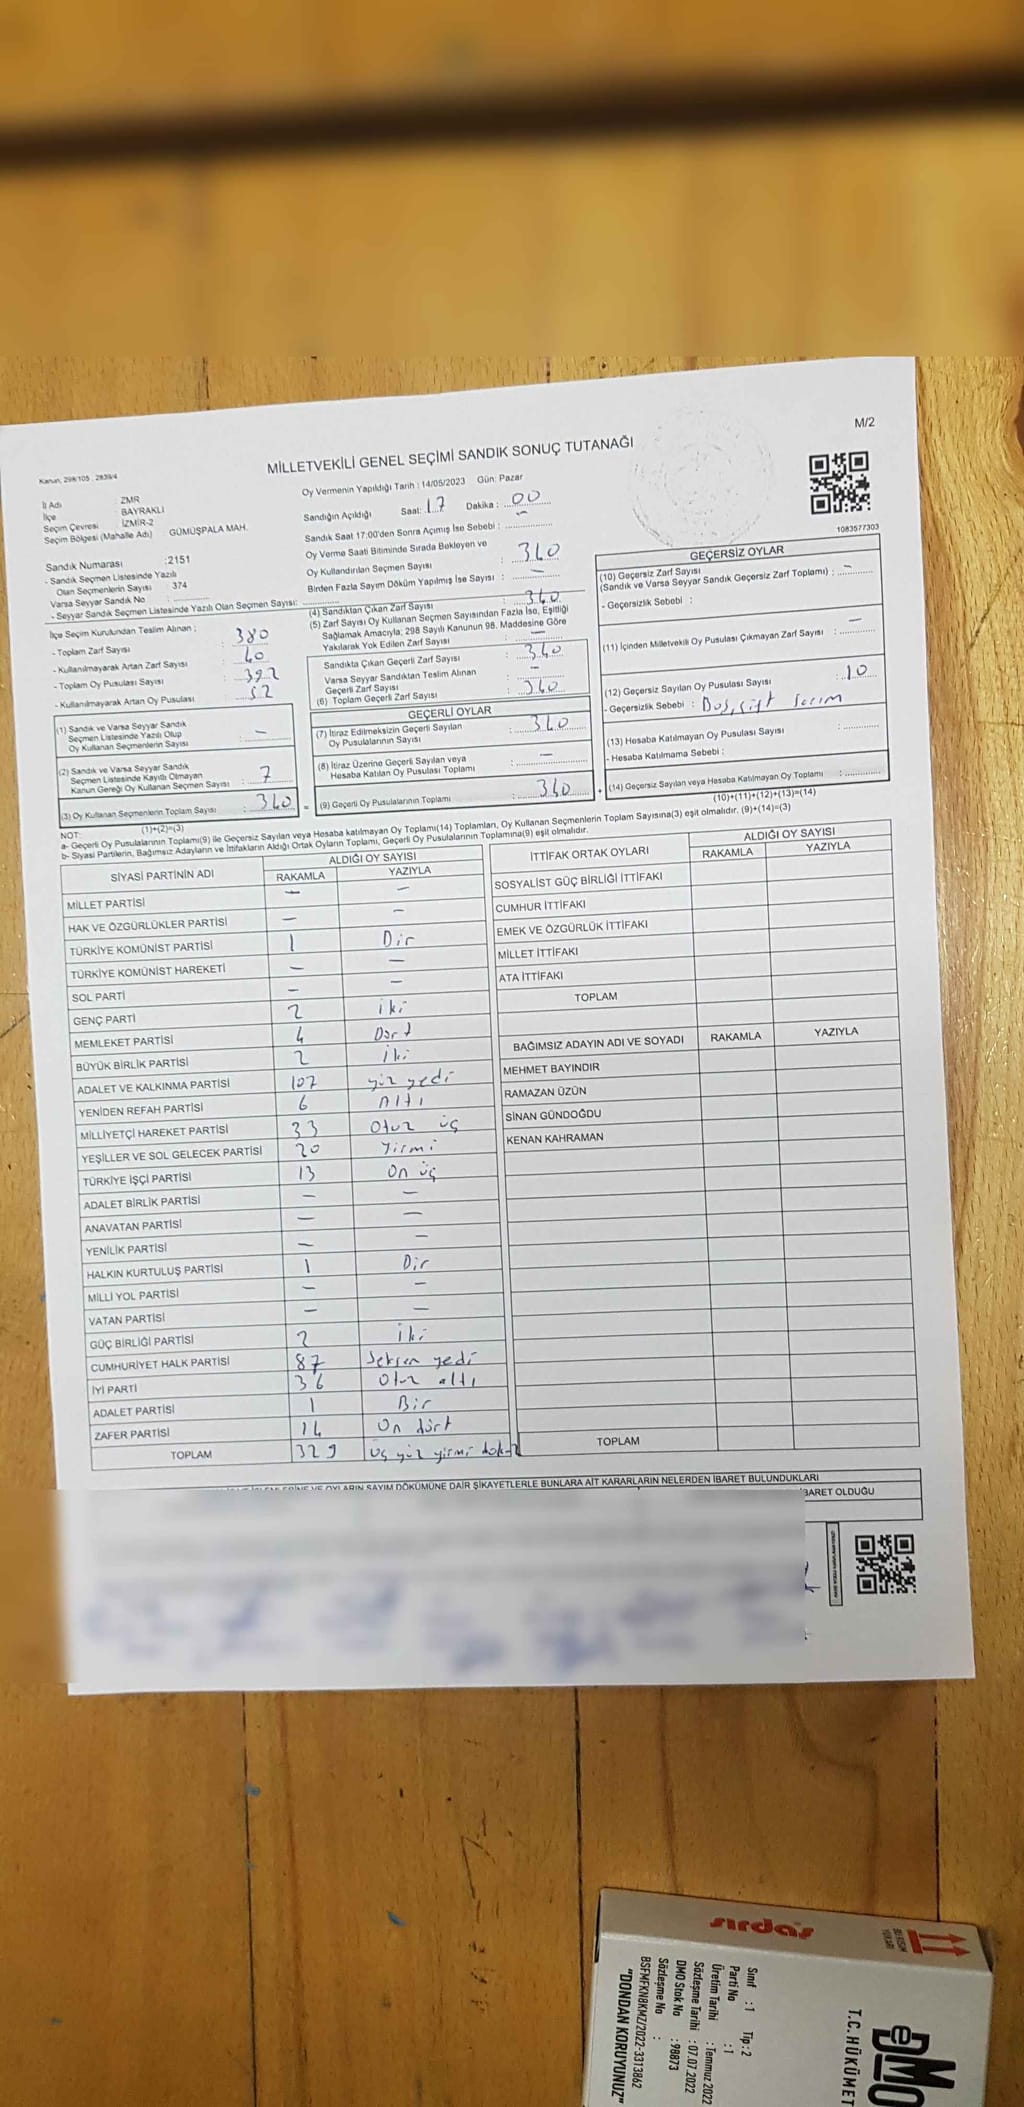 M/2
Kanun, 298/105 , 2839/4
MİLLETVEKİLİ GENEL SEÇİMİ SANDIK SONUÇ TUTANAĞI
İl Adı : ZMR
İlçe : BAYRAKLI
Seçim Çevresi : İZMİR-2
Seçim Bölgesi (Mahalle Adı) GÜMÜŞPALA MAH.
Sandık Numarası :2151
- Sandık Seçmen Listesinde Yazılı
Olan Seçmenlerin Sayısı : 374
Varsa Seyyar Sandık No :
- Seyyar Sandık Seçmen Listesinde Yazılı Olan Seçmen Sayısı:
İlçe Seçim Kurulundan Teslim Alınan ;
- Toplam Zarf Sayısı : 380
- Kullanılmayarak Artan Zarf Sayısı : 40
- Toplam Oy Pusulası Sayısı : 392
- Kullanılmayarak Artan Oy Pusulası : 52
(1) Sandık ve Varsa Seyyar Sandık
Seçmen Listesinde Yazılı Olup
Oy Kullanan Seçmenlerin Sayısı : —
(2) Sandık ve Varsa Seyyar Sandık
Seçmen Listesinde Kayıtlı Olmayan
Kanun Gereği Oy Kullanan Seçmen Sayısı : 7
(3) Oy Kullanan Seçmenlerin Toplam Sayısı : 340
(1)+(2)=(3)
Oy Vermenin Yapıldığı Tarih : 14/05/2023 Gün: Pazar
Sandığın Açıldığı Saat: 17 Dakika : 00
Sandık Saat 17:00'den Sonra Açılmış İse Sebebi : —
Oy Verme Saati Bitiminde Sırada Bekleyen ve
Oy Kullandırılan Seçmen Sayısı : 340
Birden Fazla Sayım Döküm Yapılmış İse Sayısı : —
(4) Sandıktan Çıkan Zarf Sayısı : 340
(5) Zarf Sayısı Oy Kullanan Seçmen Sayısından Fazla İse, Eşitliği
Sağlamak Amacıyla; 298 Sayılı Kanunun 98. Maddesine Göre
Yakılarak Yok Edilen Zarf Sayısı : —
Sandıkta Çıkan Geçerli Zarf Sayısı : 340
Varsa Seyyar Sandıktan Teslim Alınan
Geçerli Zarf Sayısı : —
(6) Toplam Geçerli Zarf Sayısı : 340
GEÇERLİ OYLAR
(7) İtiraz Edilmeksizin Geçerli Sayılan
Oy Pusulalarının Sayısı : 340
(8) İtiraz Üzerine Geçerli Sayılan veya
Hesaba Katılan Oy Pusulası Toplamı : —
(9) Geçerli Oy Pusulalarının Toplamı : 340
1083577303
GEÇERSİZ OYLAR
(10) Geçersiz Zarf Sayısı
(Sandık ve Varsa Seyyar Sandık Geçersiz Zarf Toplamı) : —
- Geçersizlik Sebebi :
(11) İçinden Milletvekili Oy Pusulası Çıkmayan Zarf Sayısı : —
(12) Geçersiz Sayılan Oy Pusulası Sayısı : 10
- Geçersizlik Sebebi : Boş, çift seçim
(13) Hesaba Katılmayan Oy Pusulası Sayısı :
- Hesaba Katılmama Sebebi :
(14) Geçersiz Sayılan veya Hesaba Katılmayan Oy Toplamı :
(10)+(11)+(12)+(13)=(14)
NOT:
a- Geçerli Oy Pusulalarının Toplamı(9) ile Geçersiz Sayılan veya Hesaba katılmayan Oy Toplamı(14) Toplamları, Oy Kullanan Seçmenlerin Toplam Sayısına(3) eşit olmalıdır, (9)+(14)=(3)
b- Siyasi Partilerin, Bağımsız Adayların ve İttifakların Aldığı Ortak Oyların Toplamı, Geçerli Oy Pusulalarının Toplamına(9) eşit olmalıdır.
SİYASİ PARTİNİN ADI ALDIĞI OY SAYISI
RAKAMLA YAZIYLA
MİLLET PARTİSİ — —
HAK VE ÖZGÜRLÜKLER PARTİSİ — —
TÜRKİYE KOMÜNİST PARTİSİ 1 Bir
TÜRKİYE KOMÜNİST HAREKETİ — —
SOL PARTİ — —
GENÇ PARTİ 2 iki
MEMLEKET PARTİSİ 4 Dört
BÜYÜK BİRLİK PARTİSİ 2 İki
ADALET VE KALKINMA PARTİSİ 107 yüz yedi
YENİDEN REFAH PARTİSİ 6 Altı
MİLLİYETÇİ HAREKET PARTİSİ 33 Otuz üç
YEŞİLLER VE SOL GELECEK PARTİSİ 20 Yirmi
TÜRKİYE İŞÇİ PARTİSİ 13 On üç
ADALET BİRLİK PARTİSİ — —
ANAVATAN PARTİSİ — —
YENİLİK PARTİSİ — —
HALKIN KURTULUŞ PARTİSİ 1 Bir
MİLLİ YOL PARTİSİ — —
VATAN PARTİSİ — —
GÜÇ BİRLİĞİ PARTİSİ 2 İki
CUMHURİYET HALK PARTİSİ 87 Seksen yedi
İYİ PARTİ 36 Otuz altı
ADALET PARTİSİ 1 Bir
ZAFER PARTİSİ 14 On dört
TOPLAM 329 Üç yüz yirmi dokuz
İTTİFAK ORTAK OYLARI ALDIĞI OY SAYISI
RAKAMLA YAZIYLA
SOSYALİST GÜÇ BİRLİĞİ İTTİFAKI
CUMHUR İTTİFAKI
EMEK VE ÖZGÜRLÜK İTTİFAKI
MİLLET İTTİFAKI
ATA İTTİFAKI
TOPLAM
BAĞIMSIZ ADAYIN ADI VE SOYADI RAKAMLA YAZIYLA
MEHMET BAYINDIR
RAMAZAN ÜZÜN
SİNAN GÜNDOĞDU
KENAN KAHRAMAN
TOPLAM
OYLARIN SAYIM DÖKÜMÜNE DAİR ŞİKAYETLERLE BUNLARA AİT KARARLARIN NELERDEN İBARET BULUNDUKLARI
İBARET OLDUĞU
sırdaş
Sınıf :1 Tip:2
Parti No :1
Üretim Tarihi : Temmuz 2022
Sözleşme Tarihi : 07.07.2022
DMO Stok No : 98873
Sözleşme No :
BSFMFKNBKMZ/2022-3313862
"DONDAN KORUYUNUZ"
eDMO
T.C.HÜKÜMET